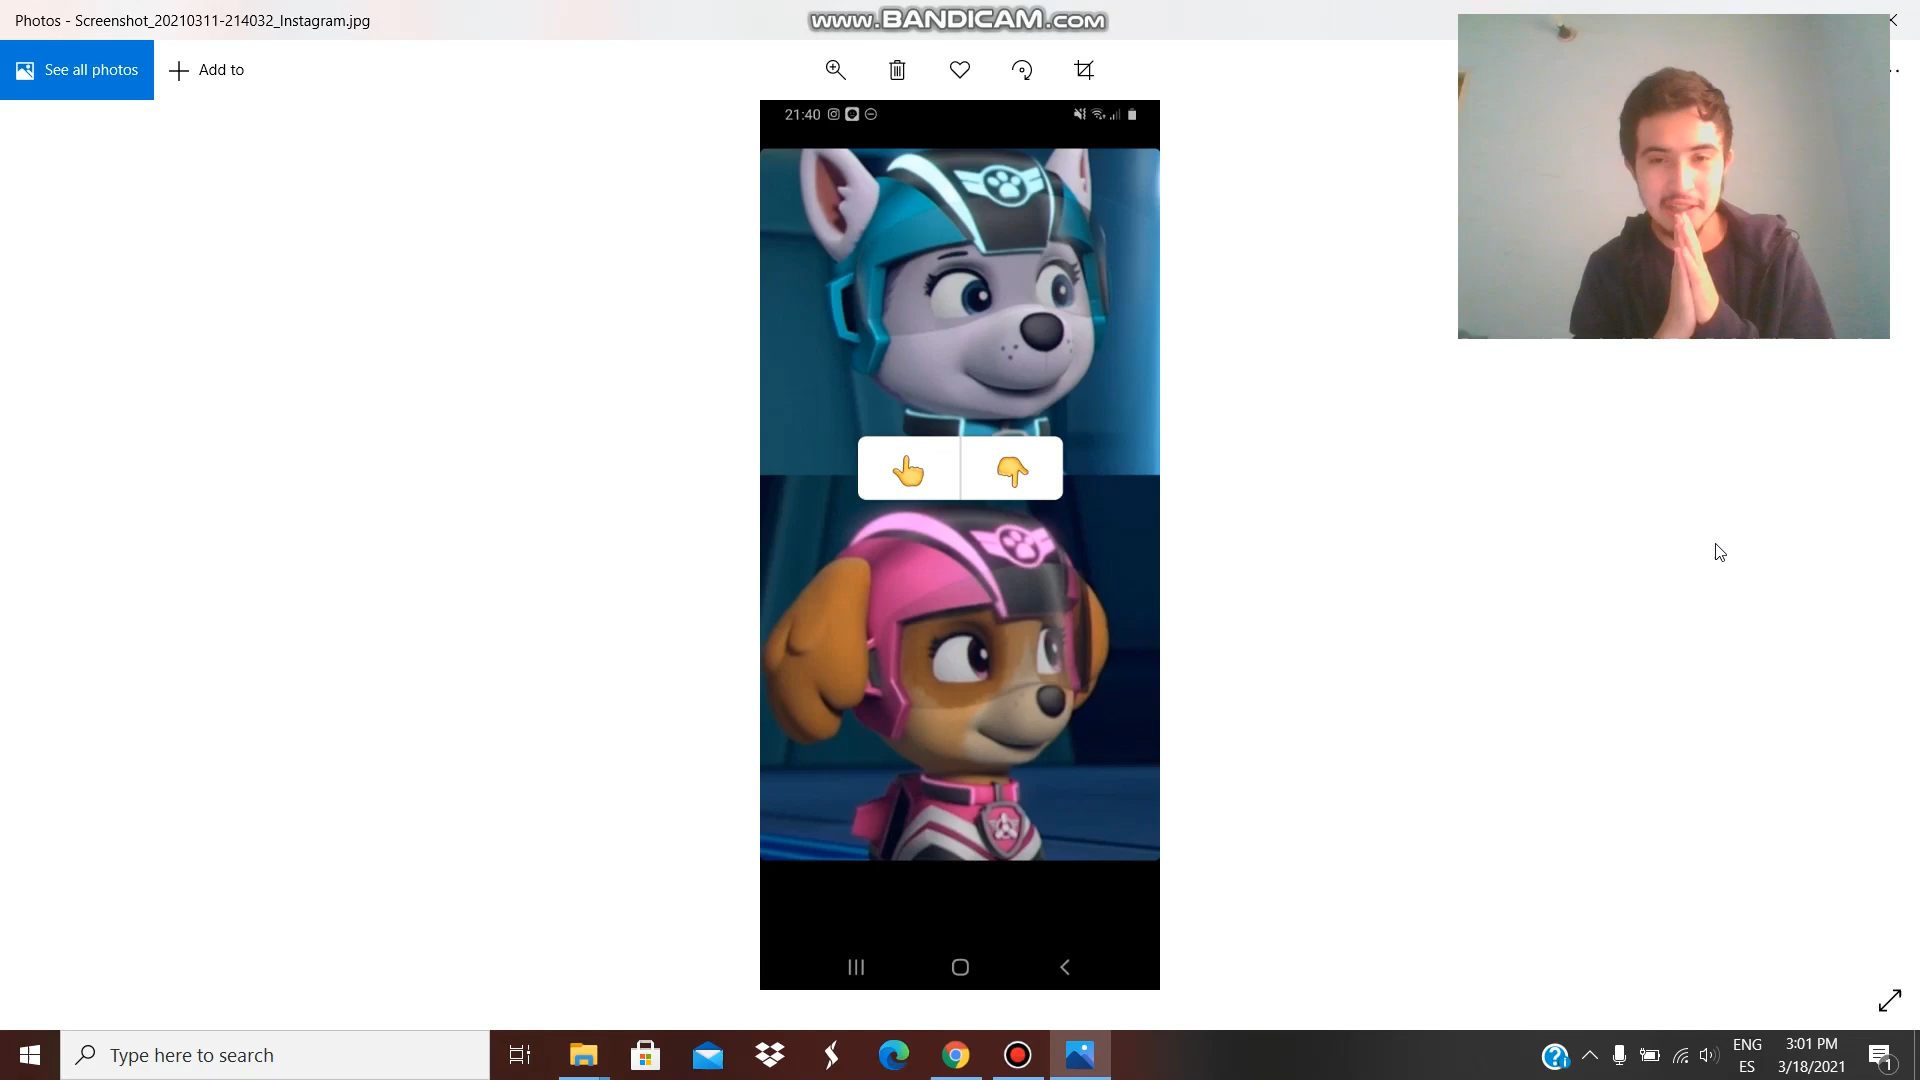 Photos - Screenshot_20210311-214032_Instagram.jpg
www.BANDICAM.com
See all photos
Add to
21:40
Type here to search
ENG
ES
3:01 PM
3/18/2021
1